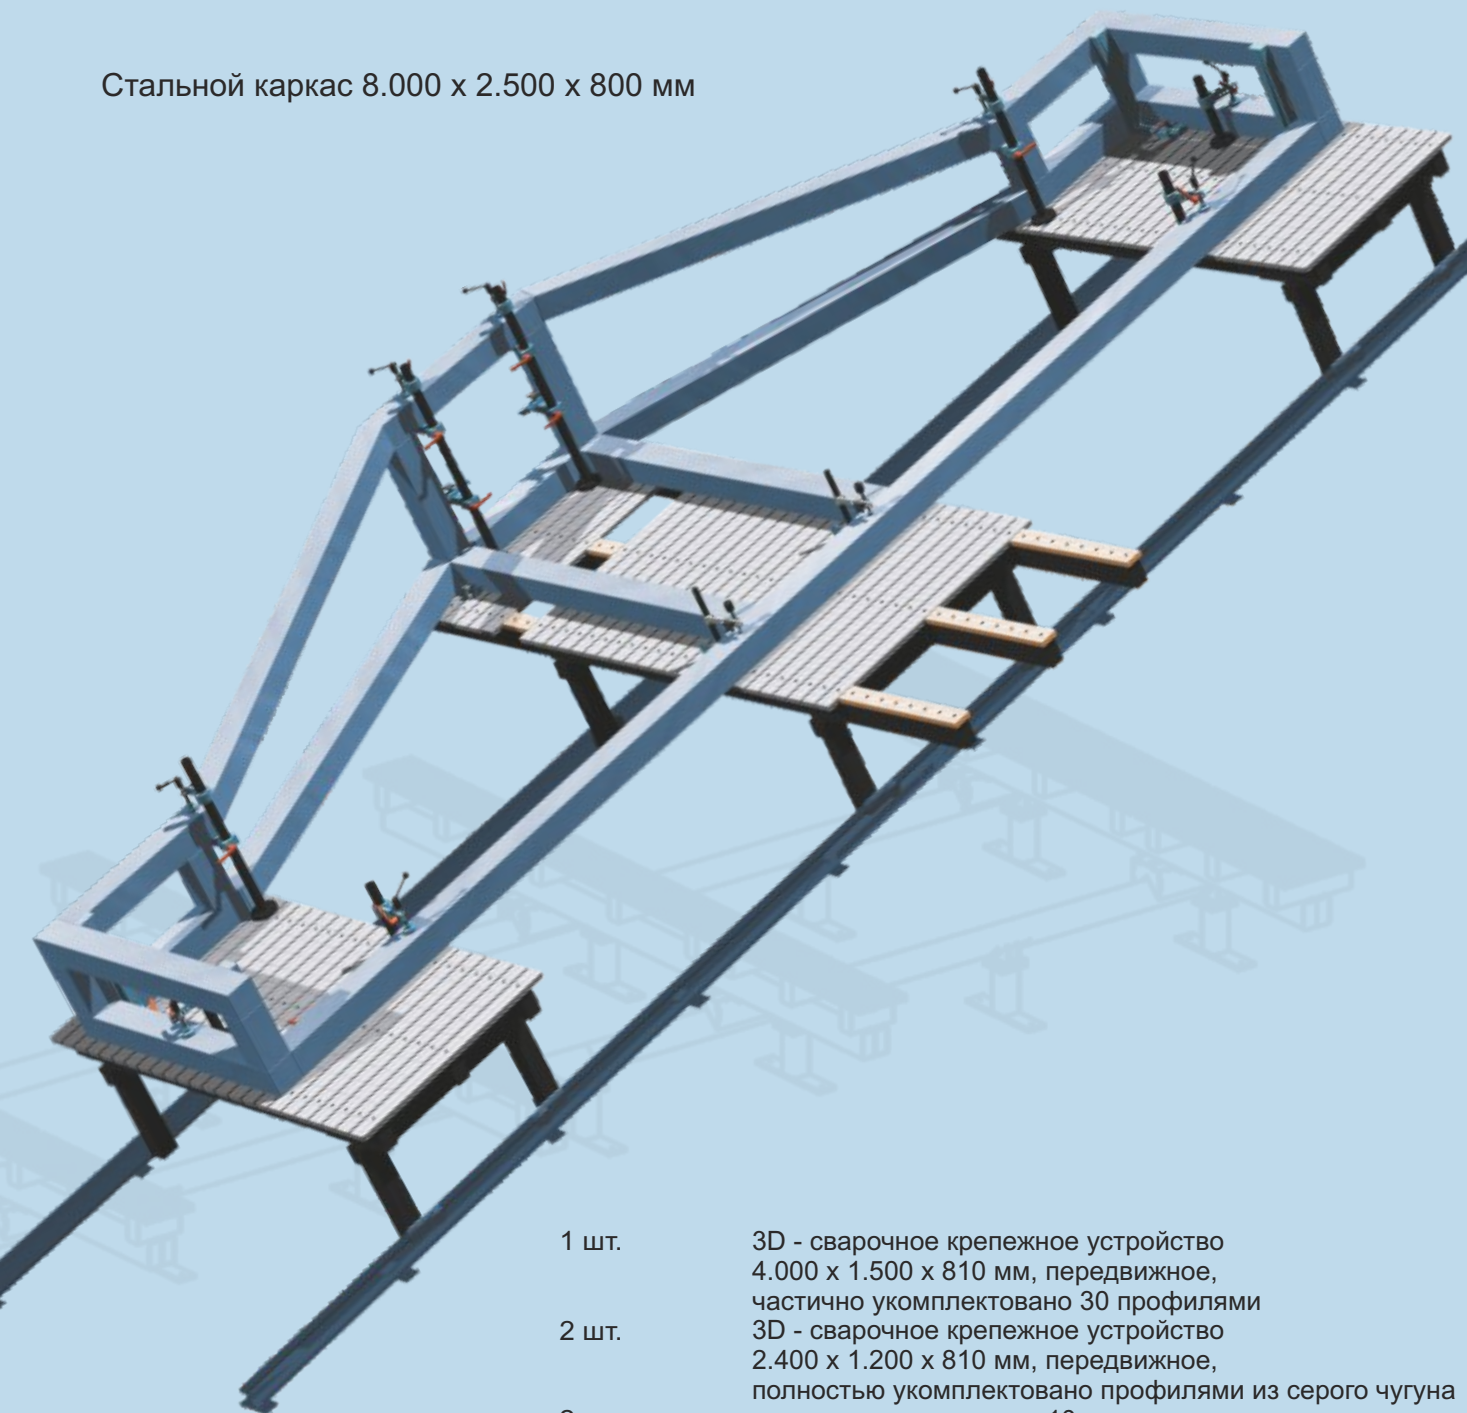 Стальной каркас 8.000 x 2.500 x 800 мм
1 шт.
3D - сварочное крепежное устройство
4.000 x 1.500 x 810 мм, передвижное,
частично укомплектовано 30 профилями
2 шт.
3D - сварочное крепежное устройство
2.400 x 1.200 x 810 мм, передвижное,
полностью укомплектовано профилями из серого чугуна